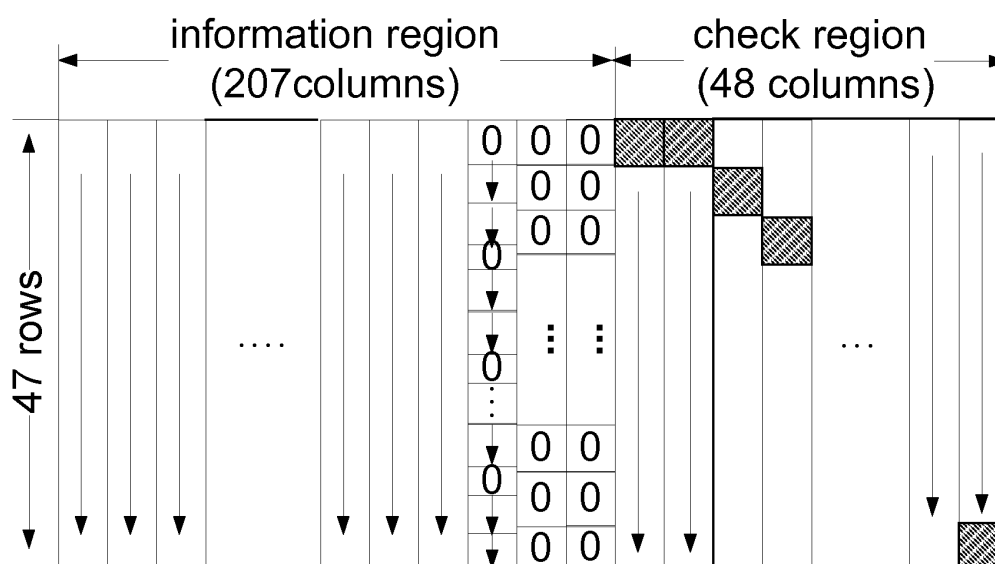 information region
(207columns)
check region
(48 columns)
47 rows
0 0 0
0 0
0 0
0
⋮ ⋮
....
...
0
⋮
0 0
0
0 0
0 0